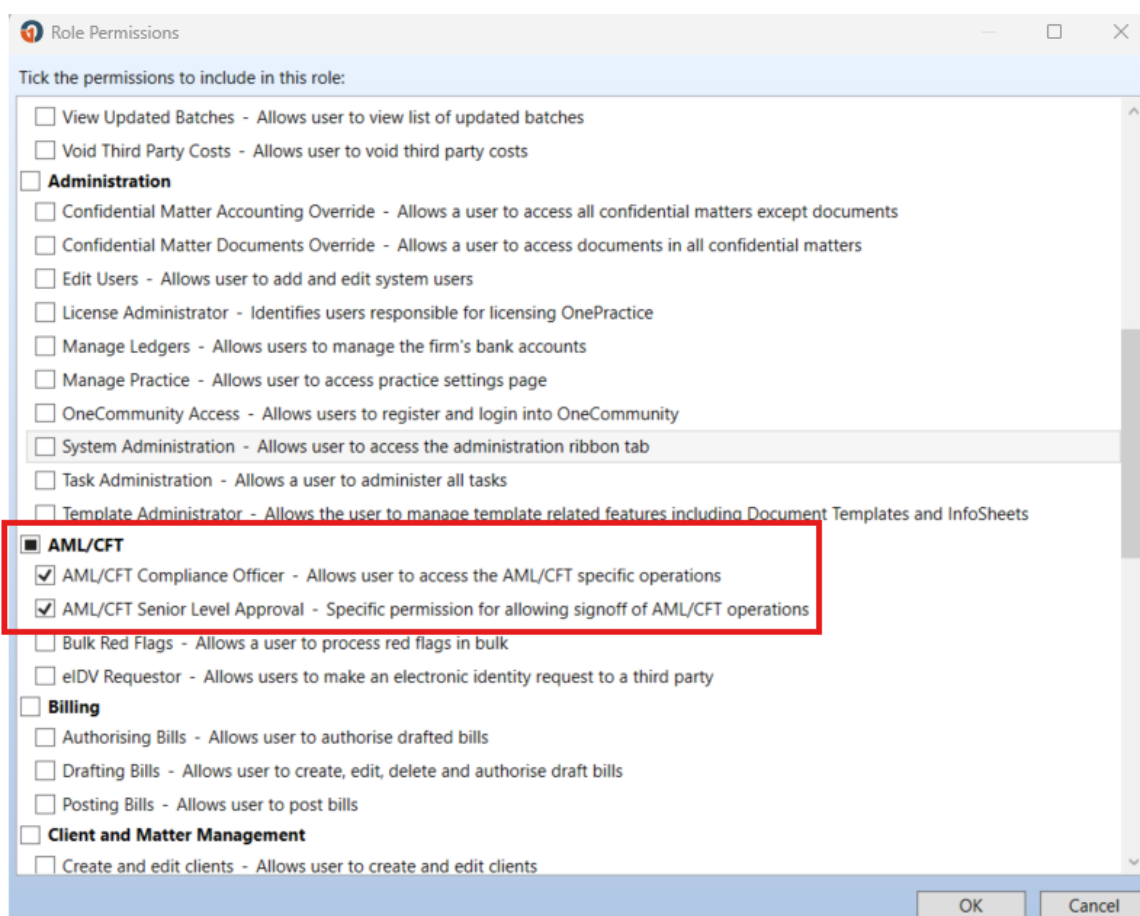 Role Permissions
Tick the permissions to include in this role:
View Updated Batches - Allows user to view list of updated batches
Void Third Party Costs - Allows user to void third party costs
Administration
Confidential Matter Accounting Override - Allows a user to access all confidential matters except documents
Confidential Matter Documents Override - Allows a user to access documents in all confidential matters
Edit Users - Allows user to add and edit system users
License Administrator - Identifies users responsible for licensing OnePractice
Manage Ledgers - Allows users to manage the firm's bank accounts
Manage Practice - Allows user to access practice settings page
OneCommunity Access - Allows users to register and login into OneCommunity
System Administration - Allows user to access the administration ribbon tab
Task Administration - Allows a user to administer all tasks
Template Administrator - Allows the user to manage template related features including Document Templates and InfoSheets
AML/CFT
AML/CFT Compliance Officer - Allows user to access the AML/CFT specific operations
AML/CFT Senior Level Approval - Specific permission for allowing signoff of AML/CFT operations
Bulk Red Flags - Allows a user to process red flags in bulk
eIDV Requestor - Allows users to make an electronic identity request to a third party
Billing
Authorising Bills - Allows user to authorise drafted bills
Drafting Bills - Allows user to create, edit, delete and authorise draft bills
Posting Bills - Allows user to post bills
Client and Matter Management
Create and edit clients - Allows user to create and edit clients
OK Cancel